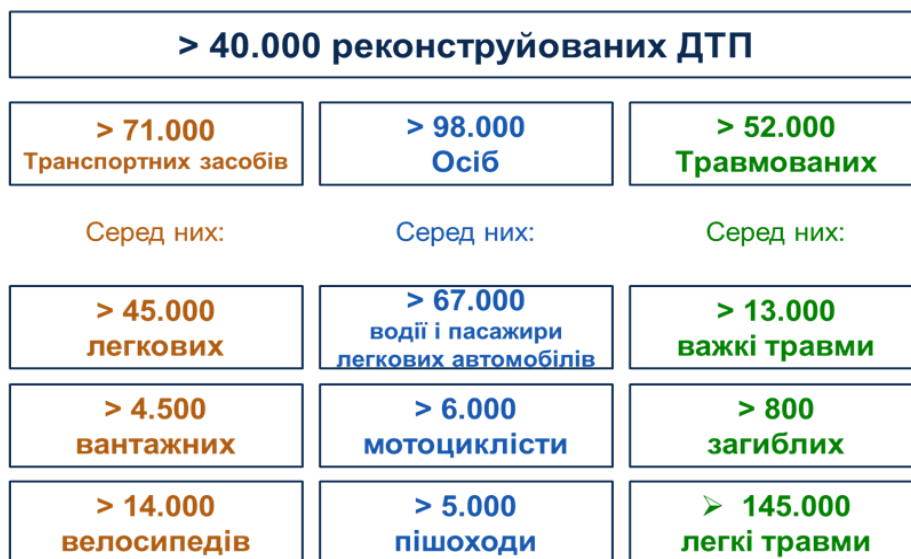 > 40.000 реконструйованих ДТП
> 71.000
Транспортних засобів
> 98.000
Осіб
> 52.000
Травмованих
Серед них:
Серед них:
Серед них:
> 45.000
легкових
> 67.000
водії і пасажири
легкових автомобілів
> 13.000
важкі травми
> 4.500
вантажних
> 6.000
мотоциклісти
> 800
загиблих
> 14.000
велосипедів
> 5.000
пішоходи
➢ 145.000
легкі травми